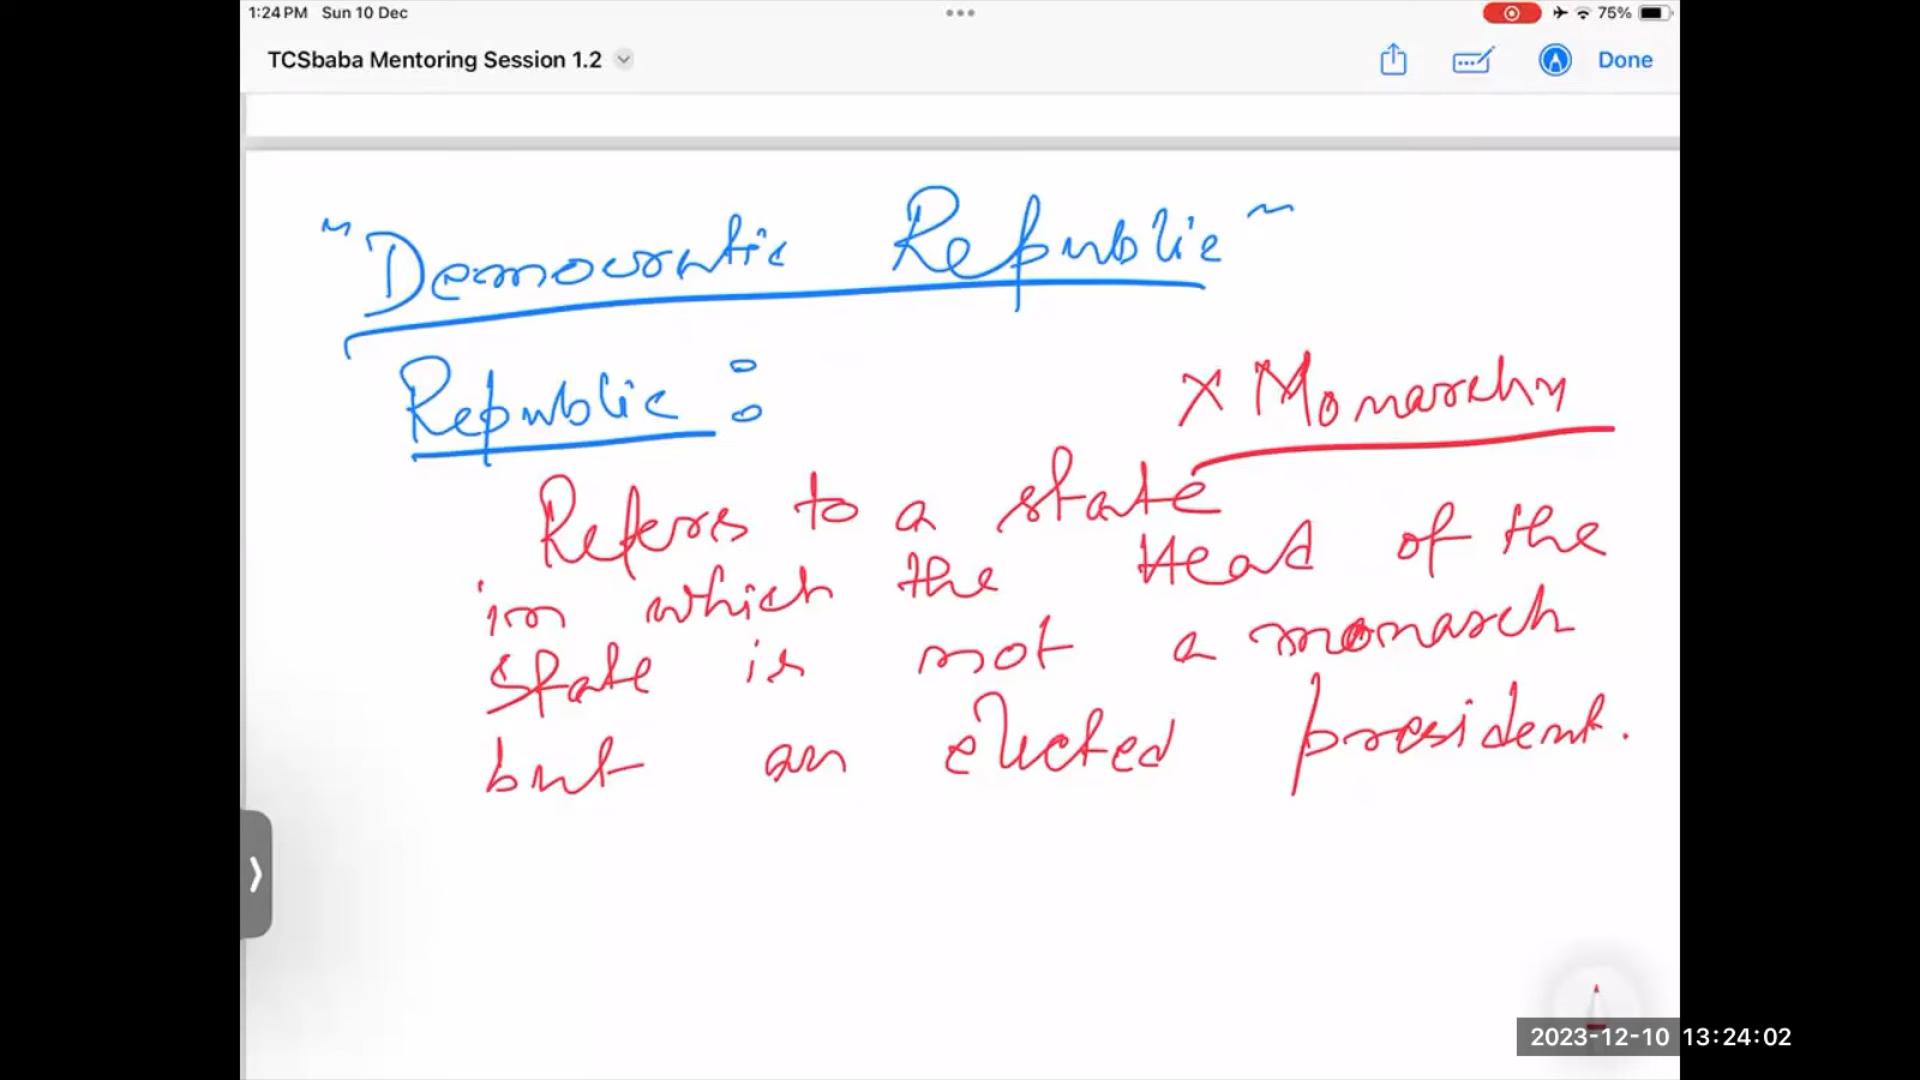 1:24 PM Sun 10 Dec
75%
TCSbaba Mentoring Session 1.2
Done
"Democratic Republic"
Republic :
X Monarchy
Refers to a state
in which the Head of the
state is not a monarch
but an elected president.
2023-12-10 13:24:02